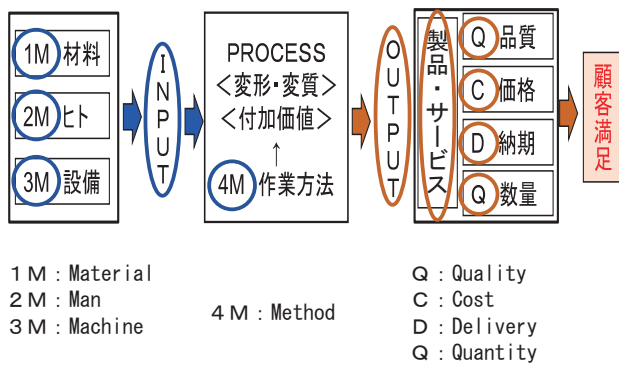 1M 材料
2M ヒト
3M 設備
INPUT
PROCESS
<変形・変質>
<付加価値>
↑
4M 作業方法
OUTPUT
製品・サービス
Q 品質
C 価格
D 納期
Q 数量
顧客満足
1M：Material
2M：Man
3M：Machine
4M：Method
Q：Quality
C：Cost
D：Delivery
Q：Quantity